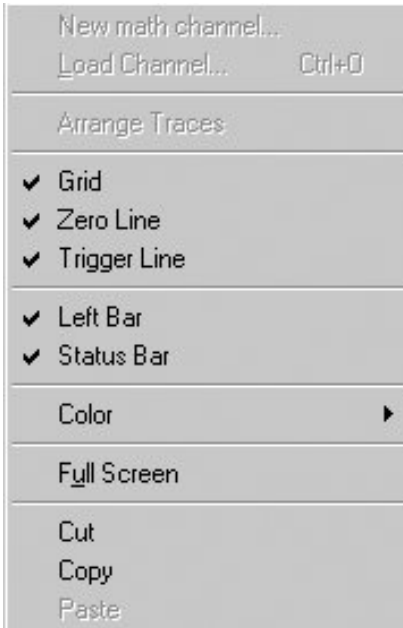 New math channel...
Load Channel... Ctrl+O
Arrange Traces
Grid
Zero Line
Trigger Line
Left Bar
Status Bar
Color
Full Screen
Cut
Copy
Paste